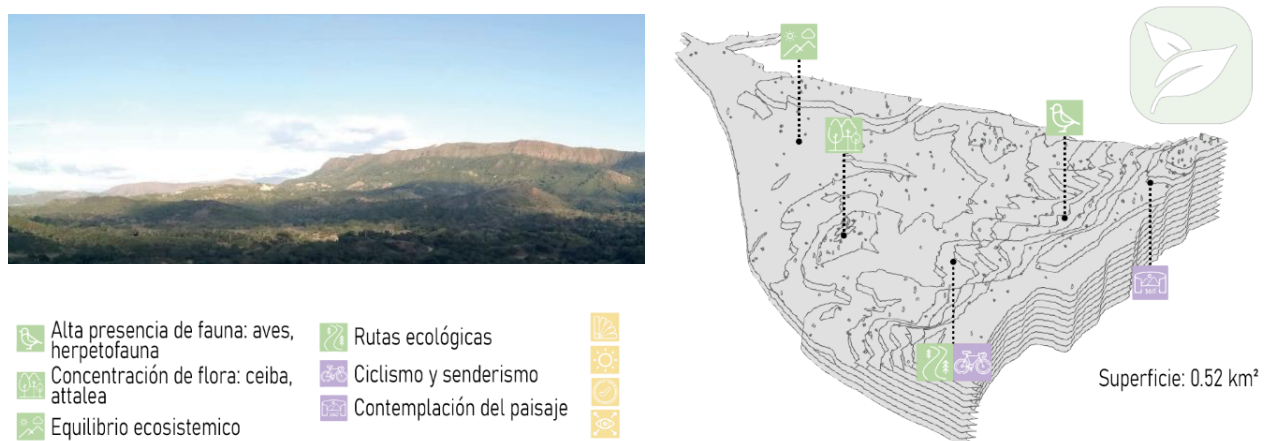 Alta presencia de fauna: aves,
herpetofauna
Concentración de flora: ceiba,
attalea
Equilibrio ecosistemico
Rutas ecológicas
Ciclismo y senderismo
Contemplación del paisaje
Superficie: 0.52 km²